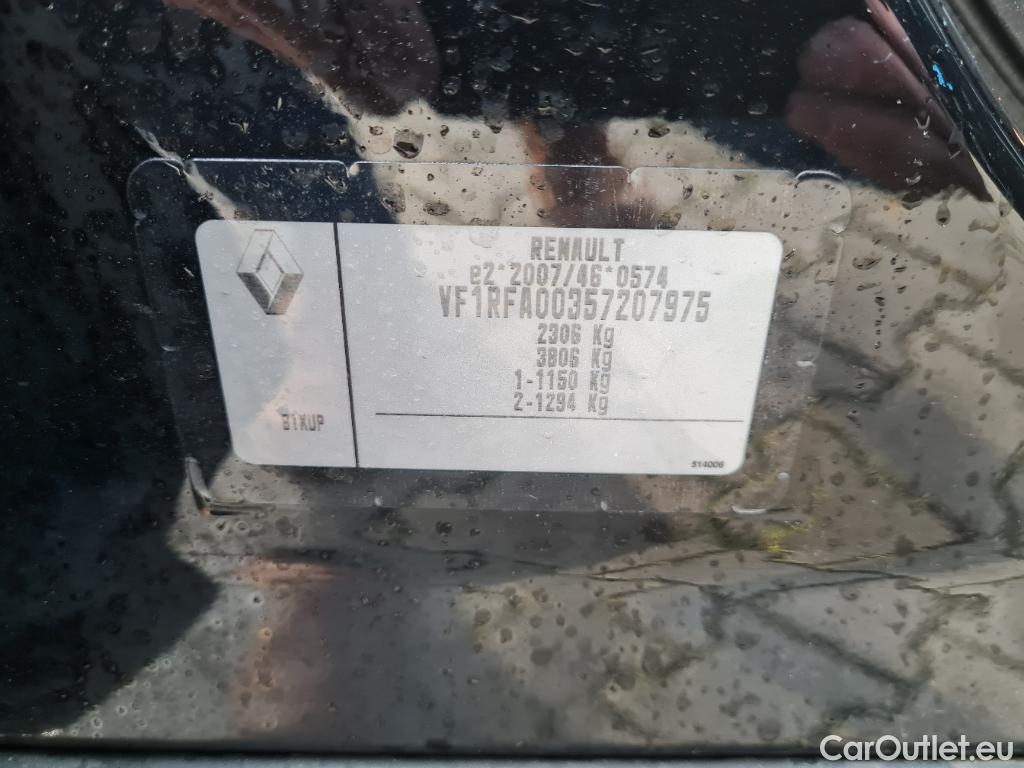 RENAULT
e2*2007/46*0574
VF1RFA00357207975
2306 Kg
3806 Kg
1-1150 Kg
2-1294 Kg
B1KUP
514006
CarOutlet.eu